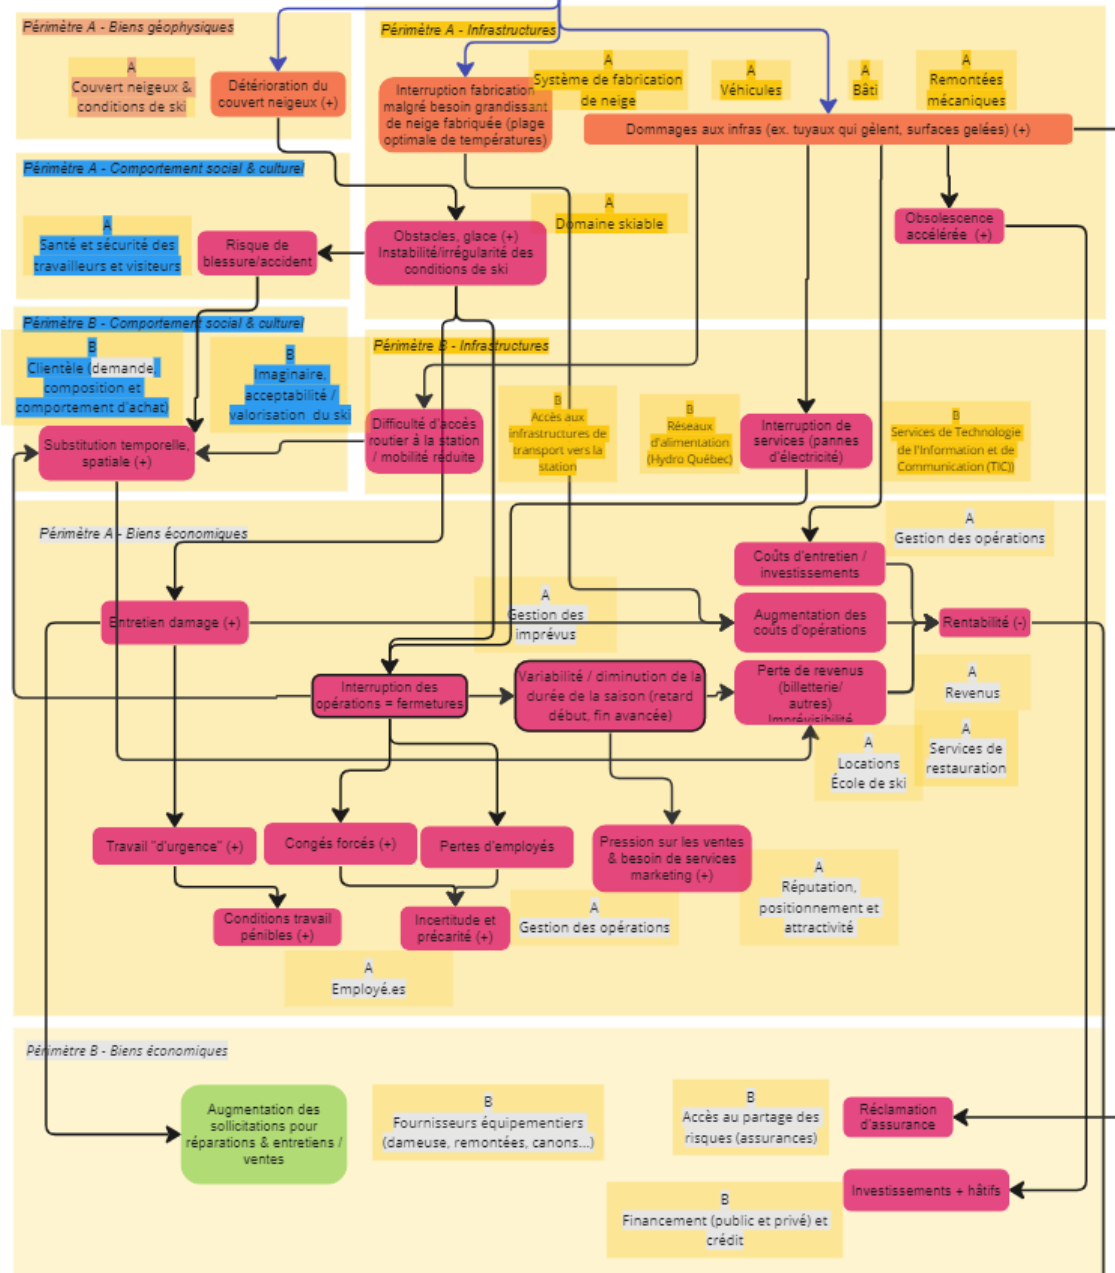 Périmètre A - Biens géophysiques
A
Couvert neigeux &
conditions de ski
Détérioration du
couvert neigeux (+)
Périmètre A - Infrastructures
Interruption fabrication
malgré besoin grandissant
de neige fabriquée (plage
optimale de températures)
A
Système de fabrication
de neige
A
Véhicules
A
Bâti
A
Remontées
mécaniques
Dommages aux infras (ex. tuyaux qui gèlent, surfaces gelées) (+)
Périmètre A - Comportement social & culturel
A
Santé et sécurité des
travailleurs et visiteurs
Risque de
blessure/accident
Obstacles, glace (+)
Instabilité/irrégularité des
conditions de ski
A
Domaine skiable
Obsolescence
accélérée (+)
Périmètre B - Comportement social & culturel
B
Clientèle (demande,
composition et
comportement d'achat)
B
Imaginaire,
acceptabilité /
valorisation du ski
Substitution temporelle,
spatiale (+)
Périmètre B - Infrastructures
Difficulté d'accès
routier à la station
/ mobilité réduite
B
Accès aux
infrastructures de
transport vers la
station
B
Réseaux
d'alimentation
(Hydro Québec)
Interruption de
services (pannes
d'électricité)
B
Services de Technologie
de l'Information et de
Communication (TIC))
Périmètre A - Biens économiques
A
Gestion des opérations
Coûts d'entretien /
investissements
Entretien damage (+)
A
Gestion des
imprévus
Augmentation des
coûts d'opérations
Rentabilité (-)
Interruption des
opérations = fermetures
Variabilité / diminution de la
durée de la saison (retard
début, fin avancée)
Perte de revenus
(billetterie/
autres)
Imprévisibilité
A
Revenus
A
Locations
École de ski
A
Services de
restauration
Travail "d'urgence" (+)
Congés forcés (+)
Pertes d'employés
Pression sur les ventes
& besoin de services
marketing (+)
A
Réputation,
positionnement et
attractivité
Conditions travail
pénibles (+)
Incertitude et
précarité (+)
A
Gestion des opérations
A
Employé.es
Périmètre B - Biens économiques
Augmentation des
sollicitations pour
réparations & entretiens /
ventes
B
Fournisseurs équipementiers
(dameuse, remontées, canons...)
B
Accès au partage des
risques (assurances)
Réclamation
d'assurance
B
Financement (public et privé) et
crédit
Investissements + hâtifs